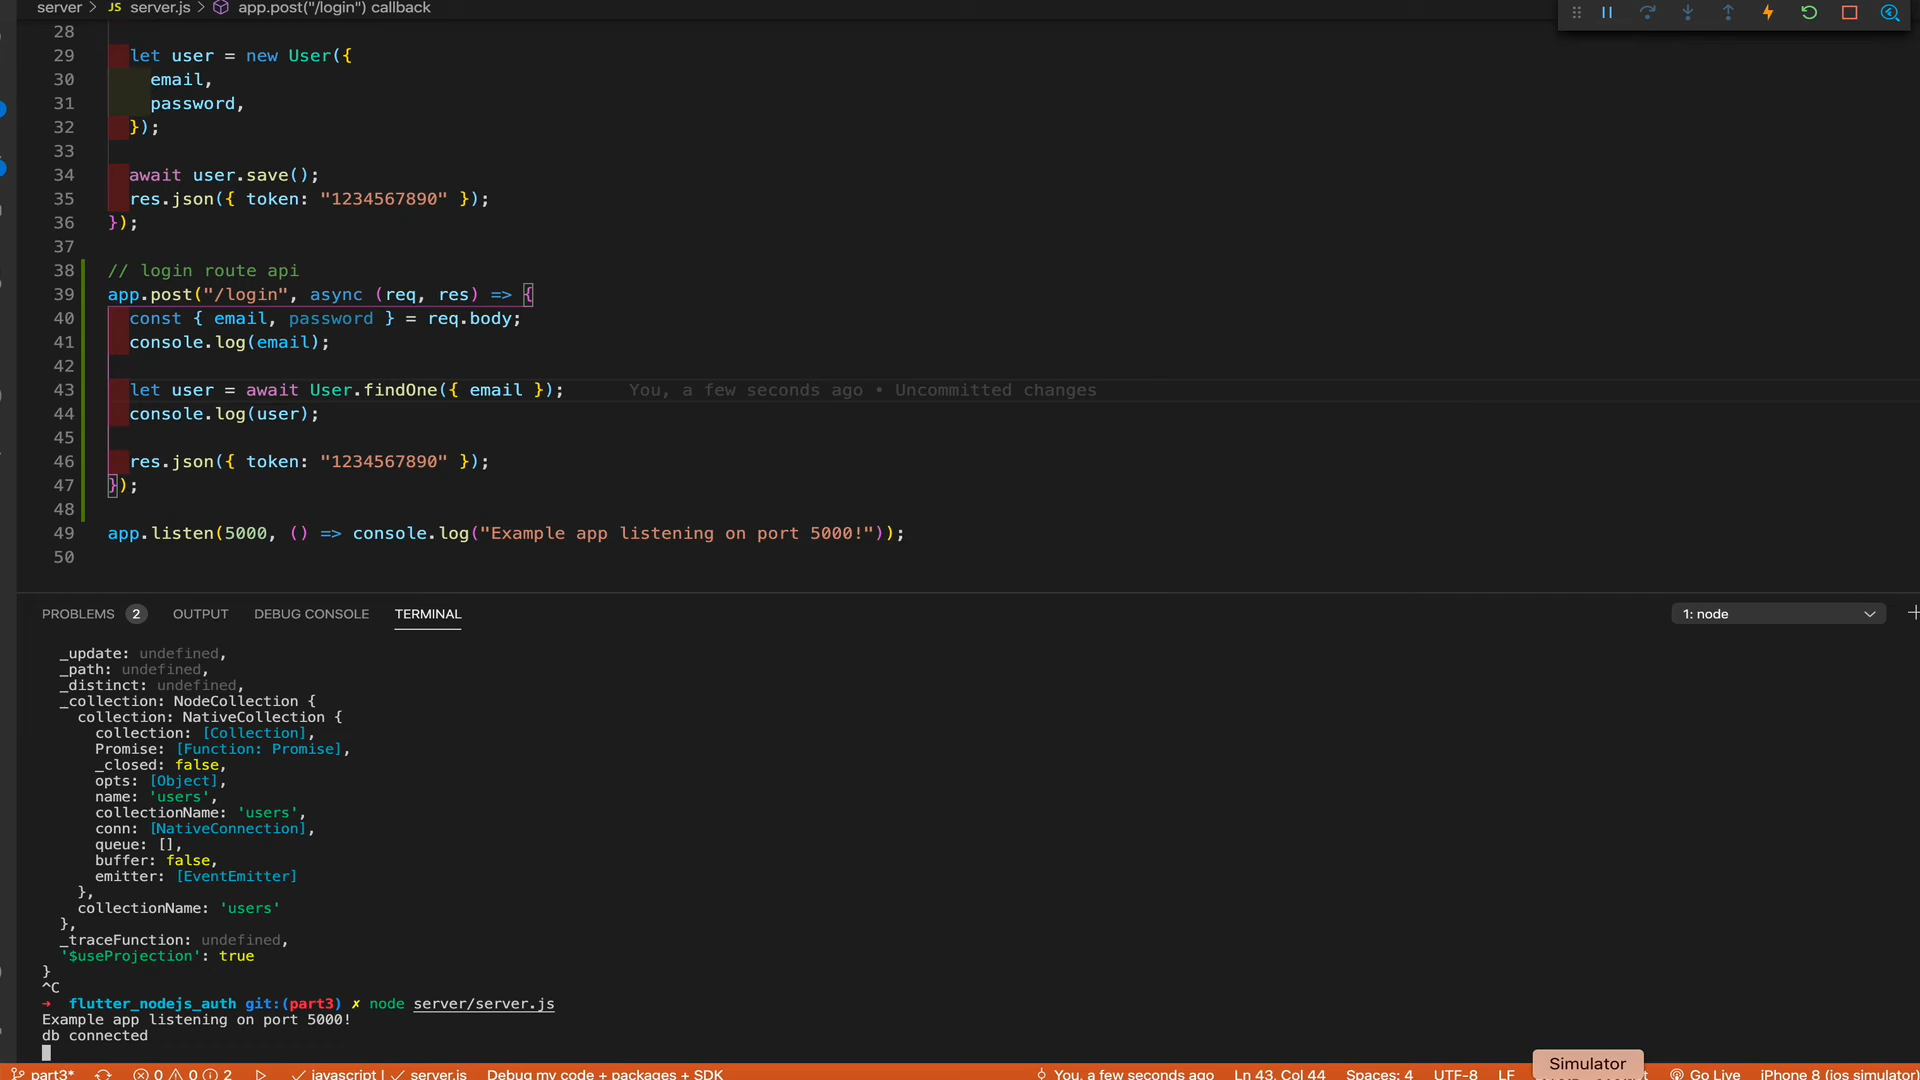 server > JS server.js > app.post("/login") callback
28
29 let user = new User({
30 email,
31 password,
32 });
33
34 await user.save();
35 res.json({ token: "1234567890" });
36 });
37
38 // login route api
39 app.post("/login", async (req, res) => {
40 const { email, password } = req.body;
41 console.log(email);
42
43 let user = await User.findOne({ email }); You, a few seconds ago • Uncommitted changes
44 console.log(user);
45
46 res.json({ token: "1234567890" });
47 });
48
49 app.listen(5000, () => console.log("Example app listening on port 5000!"));
50
PROBLEMS 2 OUTPUT DEBUG CONSOLE TERMINAL 1: node
_update: undefined,
_path: undefined,
_distinct: undefined,
_collection: NodeCollection {
collection: NativeCollection {
collection: [Collection],
Promise: [Function: Promise],
_closed: false,
opts: [Object],
name: 'users',
collectionName: 'users',
conn: [NativeConnection],
queue: [],
buffer: false,
emitter: [EventEmitter]
},
collectionName: 'users'
},
_traceFunction: undefined,
'$useProjection': true
}
^C
→ flutter_nodejs_auth git:(part3) ✗ node server/server.js
Example app listening on port 5000!
db connected
Simulator
part3* 0 0 2 javascript | server.js Debug my code + packages + SDK You, a few seconds ago Ln 43, Col 44 Spaces: 4 UTF-8 LF Go Live iPhone 8 (ios simulator)